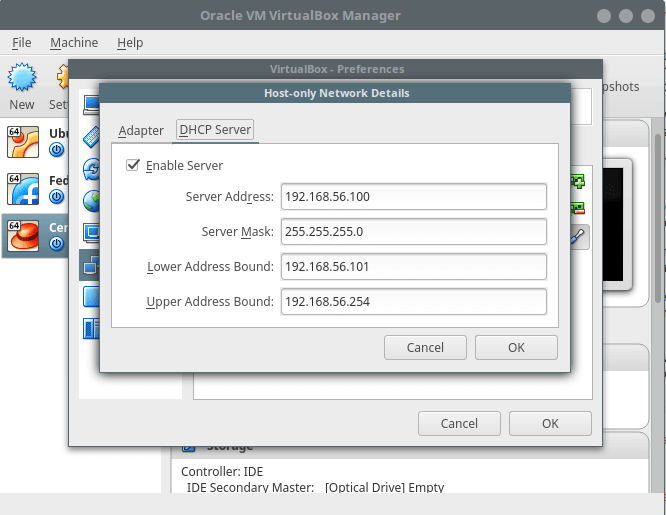 Oracle VM VirtualBox Manager
File Machine Help
VirtualBox - Preferences
Host-only Network Details
New
Adapter DHCP Server
Enable Server
Server Address: 192.168.56.100
Server Mask: 255.255.255.0
Lower Address Bound: 192.168.56.101
Upper Address Bound: 192.168.56.254
Cancel OK
Cancel OK
64
Ubu
64
Fed
64
Cen
pshots
Storage
Controller: IDE
IDE Secondary Master: [Optical Drive] Empty